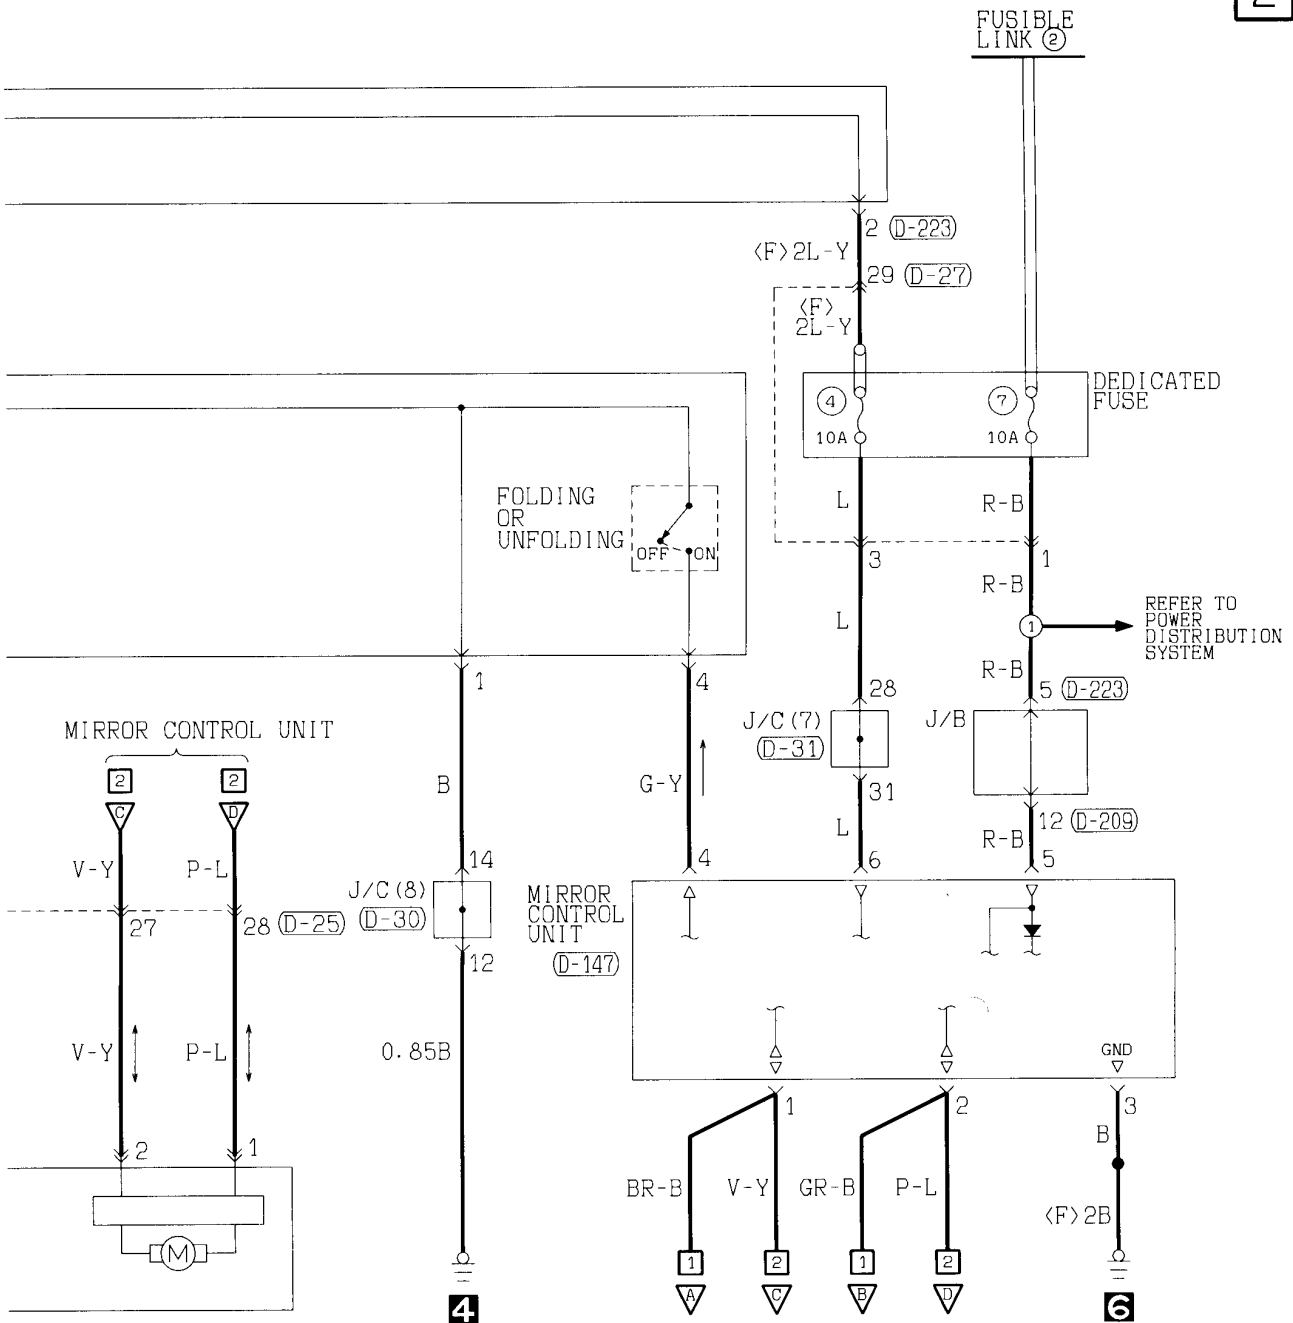 2
FUSIBLE
LINK ②
2 (D-223)
<F>2L-Y
29 (D-27)
<F>
2L-Y
DEDICATED
FUSE
4
7
10A
10A
FOLDING
OR
UNFOLDING
OFF
ON
L
R-B
3
1
R-B
L
1
REFER TO
POWER
DISTRIBUTION
SYSTEM
R-B
1
4
28
5 (D-223)
MIRROR CONTROL UNIT
J/C(7)
(D-31)
J/B
2
2
C
D
B
G-Y
31
12 (D-209)
L
R-B
V-Y
P-L
14
4
6
5
J/C(8)
(D-30)
MIRROR
CONTROL
UNIT
(D-147)
27
28 (D-25)
12
V-Y
P-L
0.85B
GND
1
2
3
B
2
1
BR-B
V-Y
GR-B
P-L
<F>2B
M
1
2
1
2
A
C
B
D
4
6